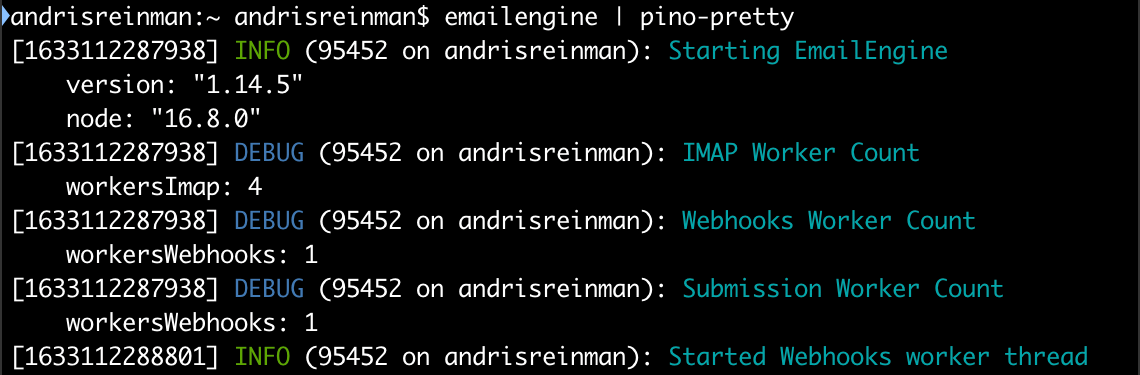 andrisreinman:~ andrisreinman$ emailengine | pino-pretty
[1633112287938] INFO (95452 on andrisreinman): Starting EmailEngine
    version: "1.14.5"
    node: "16.8.0"
[1633112287938] DEBUG (95452 on andrisreinman): IMAP Worker Count
    workersImap: 4
[1633112287938] DEBUG (95452 on andrisreinman): Webhooks Worker Count
    workersWebhooks: 1
[1633112287938] DEBUG (95452 on andrisreinman): Submission Worker Count
    workersWebhooks: 1
[1633112288801] INFO (95452 on andrisreinman): Started Webhooks worker thread